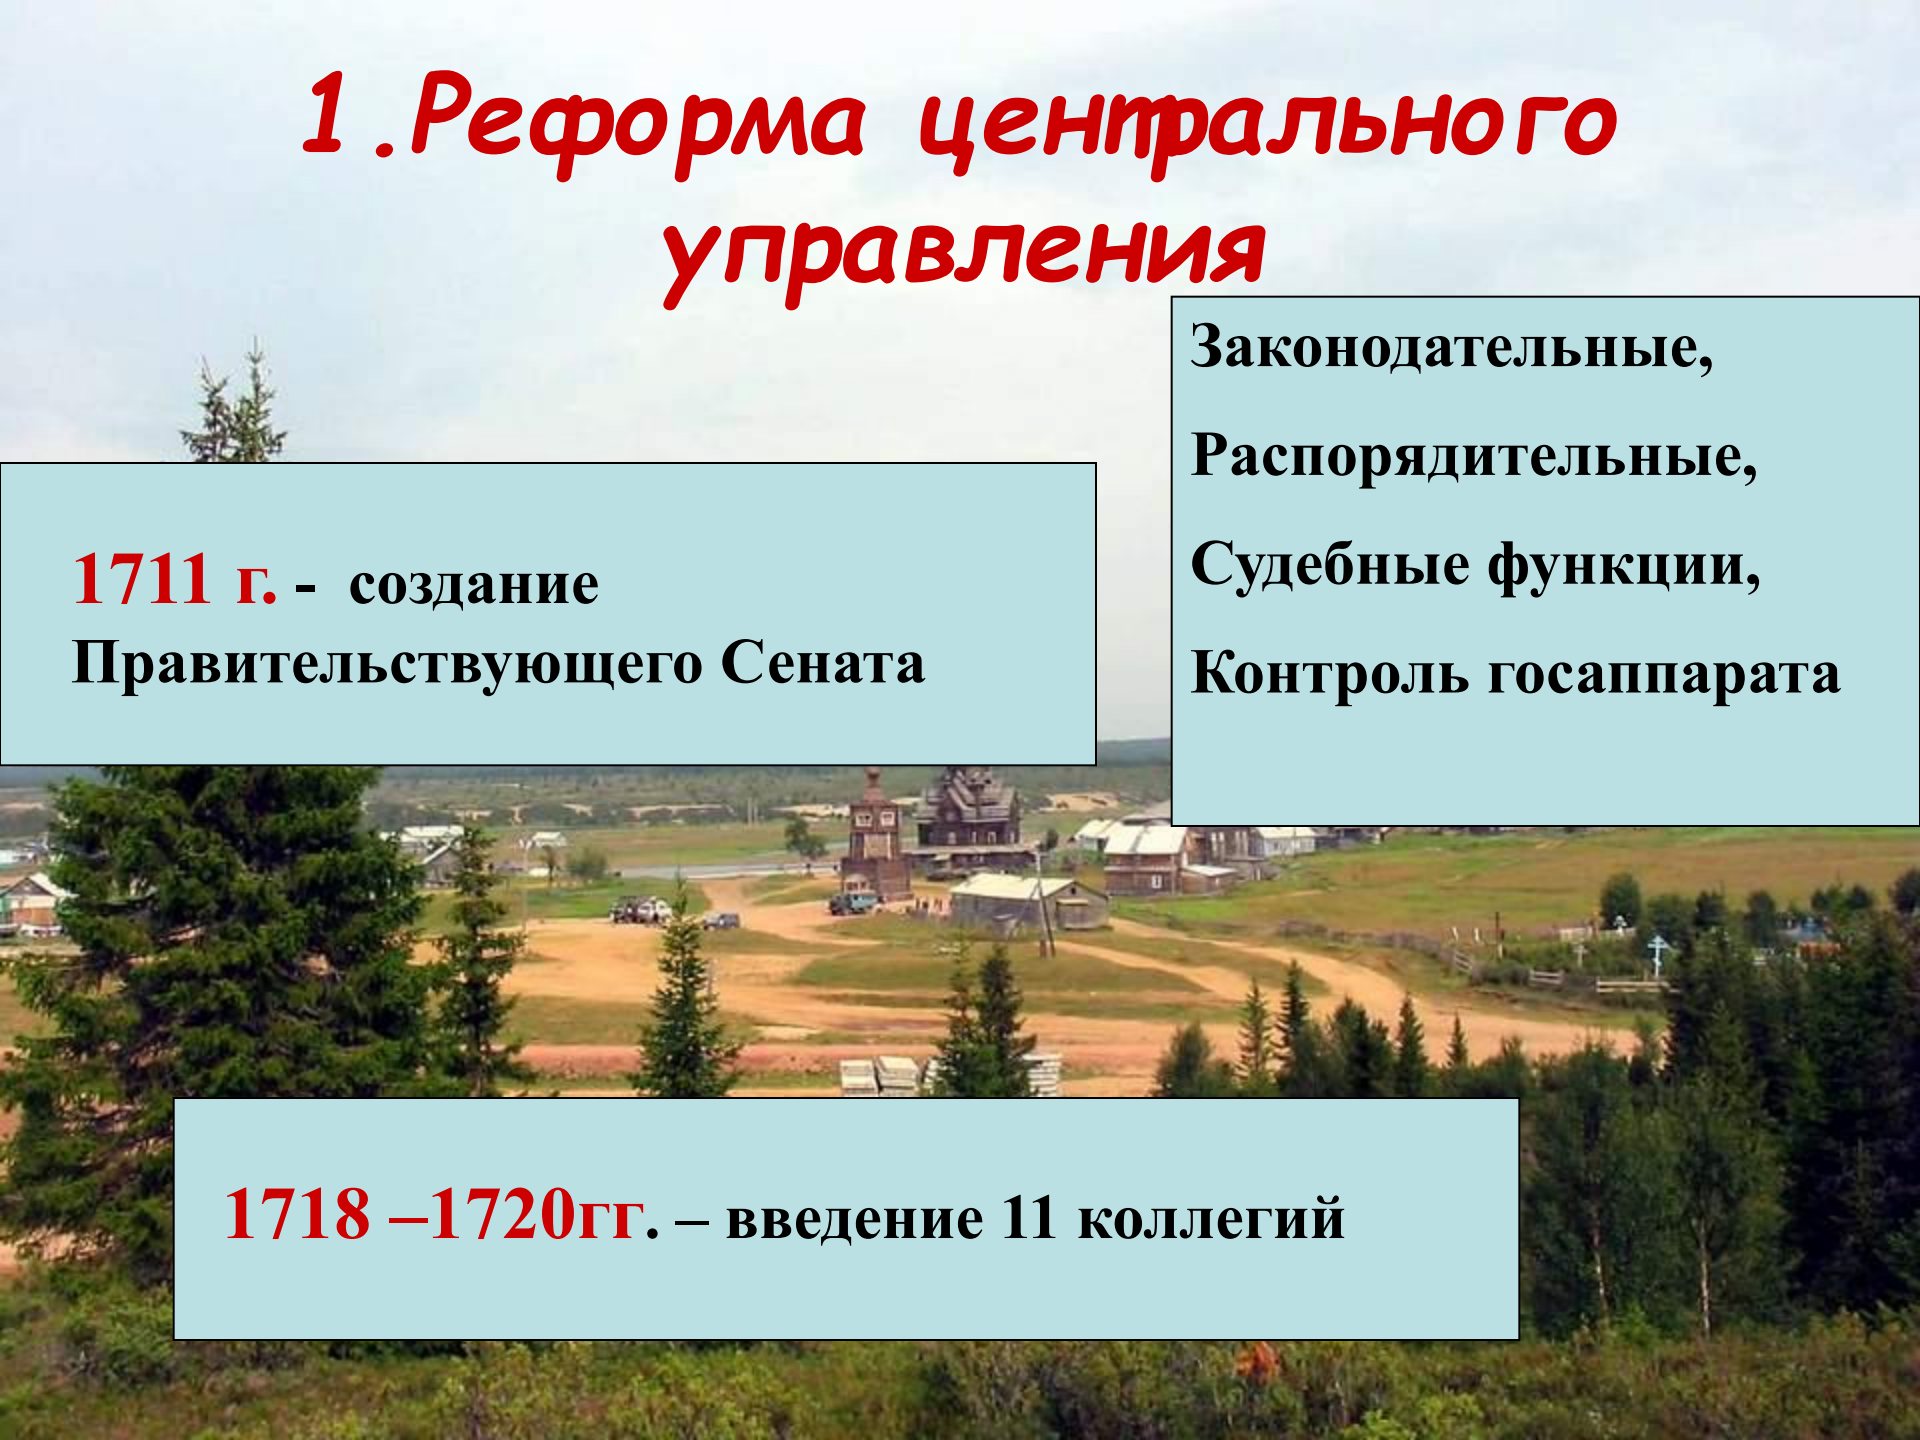 1.Реформа центрального
управления
Законодательные,
Распорядительные,
Судебные функции,
Контроль госаппарата
1711 г. - создание
Правительствующего Сената
1718 –1720гг. – введение 11 коллегий